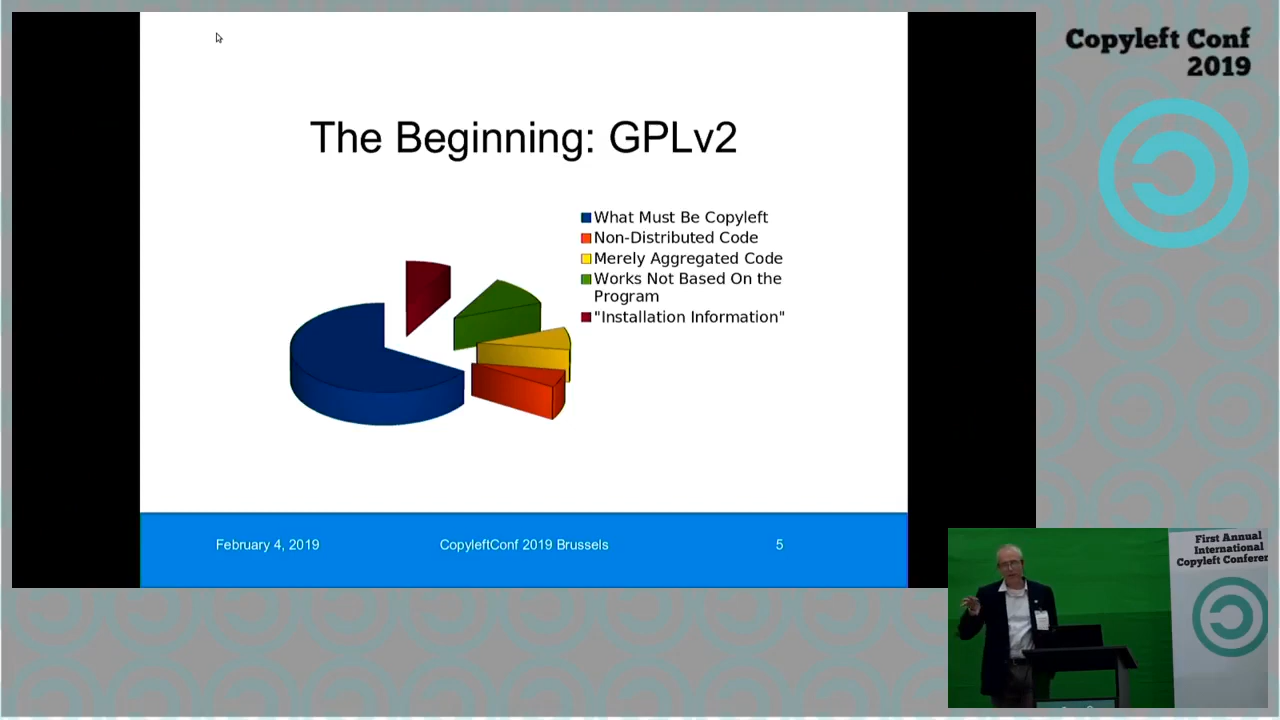 Copyleft Conf
2019
The Beginning: GPLv2
What Must Be Copyleft
Non-Distributed Code
Merely Aggregated Code
Works Not Based On the
Program
"Installation Information"
February 4, 2019
CopyleftConf 2019 Brussels
5
First Annual
International
Copyleft Conferen